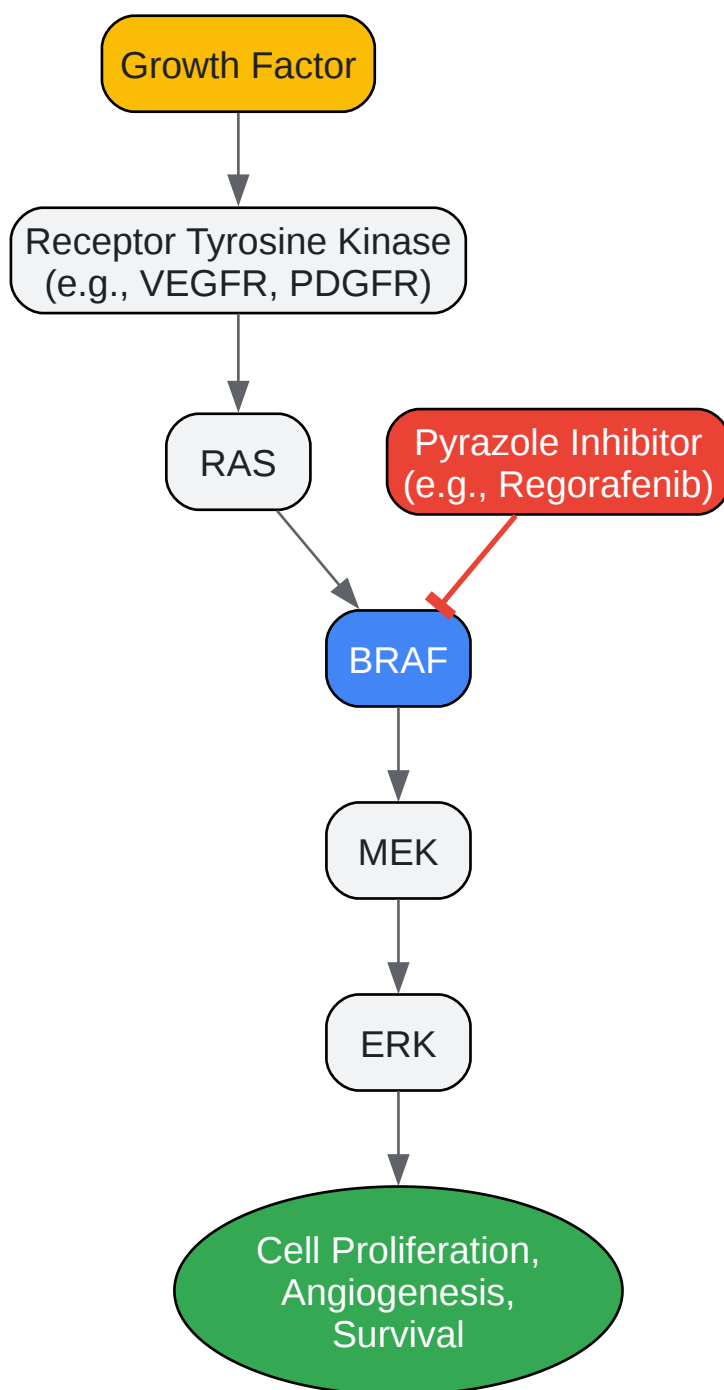 Growth Factor
Receptor Tyrosine Kinase
(e.g., VEGFR, PDGFR)
RAS
Pyrazole Inhibitor
(e.g., Regorafenib)
BRAF
MEK
ERK
Cell Proliferation,
Angiogenesis,
Survival